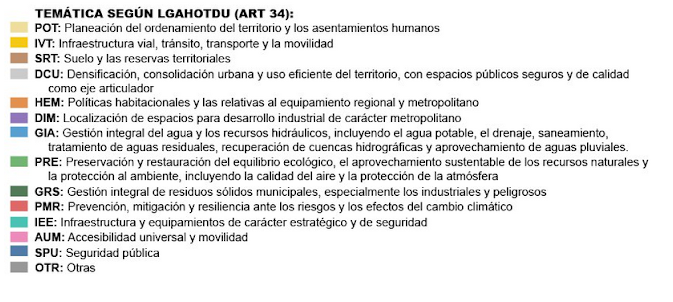 TEMÁTICA SEGÚN LGAHOTDU (ART 34):
POT: Planeación del ordenamiento del territorio y los asentamientos humanos
IVT: Infraestructura vial, tránsito, transporte y la movilidad
SRT: Suelo y las reservas territoriales
DCU: Densificación, consolidación urbana y uso eficiente del territorio, con espacios públicos seguros y de calidad
como eje articulador
HEM: Políticas habitacionales y las relativas al equipamiento regional y metropolitano
DIM: Localización de espacios para desarrollo industrial de carácter metropolitano
GIA: Gestión integral del agua y los recursos hidráulicos, incluyendo el agua potable, el drenaje, saneamiento,
tratamiento de aguas residuales, recuperación de cuencas hidrográficas y aprovechamiento de aguas pluviales.
PRE: Preservación y restauración del equilibrio ecológico, el aprovechamiento sustentable de los recursos naturales y
la protección al ambiente, incluyendo la calidad del aire y la protección de la atmósfera
GRS: Gestión integral de residuos sólidos municipales, especialmente los industriales y peligrosos
PMR: Prevención, mitigación y resiliencia ante los riesgos y los efectos del cambio climático
IEE: Infraestructura y equipamientos de carácter estratégico y de seguridad
AUM: Accesibilidad universal y movilidad
SPU: Seguridad pública
OTR: Otras